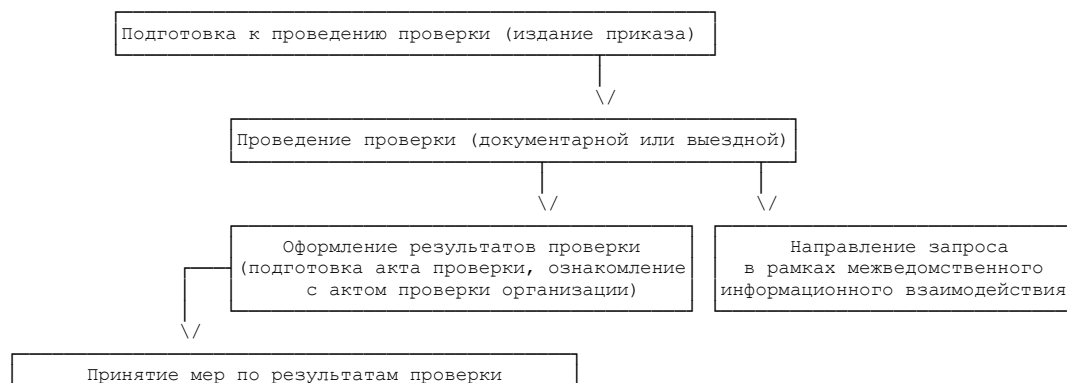 Подготовка к проведению проверки (издание приказа)
Проведение проверки (документарной или выездной)
Оформление результатов проверки
(подготовка акта проверки, ознакомление
с актом проверки организации)
Направление запроса
в рамках межведомственного
информационного взаимодействия
Принятие мер по результатам проверки